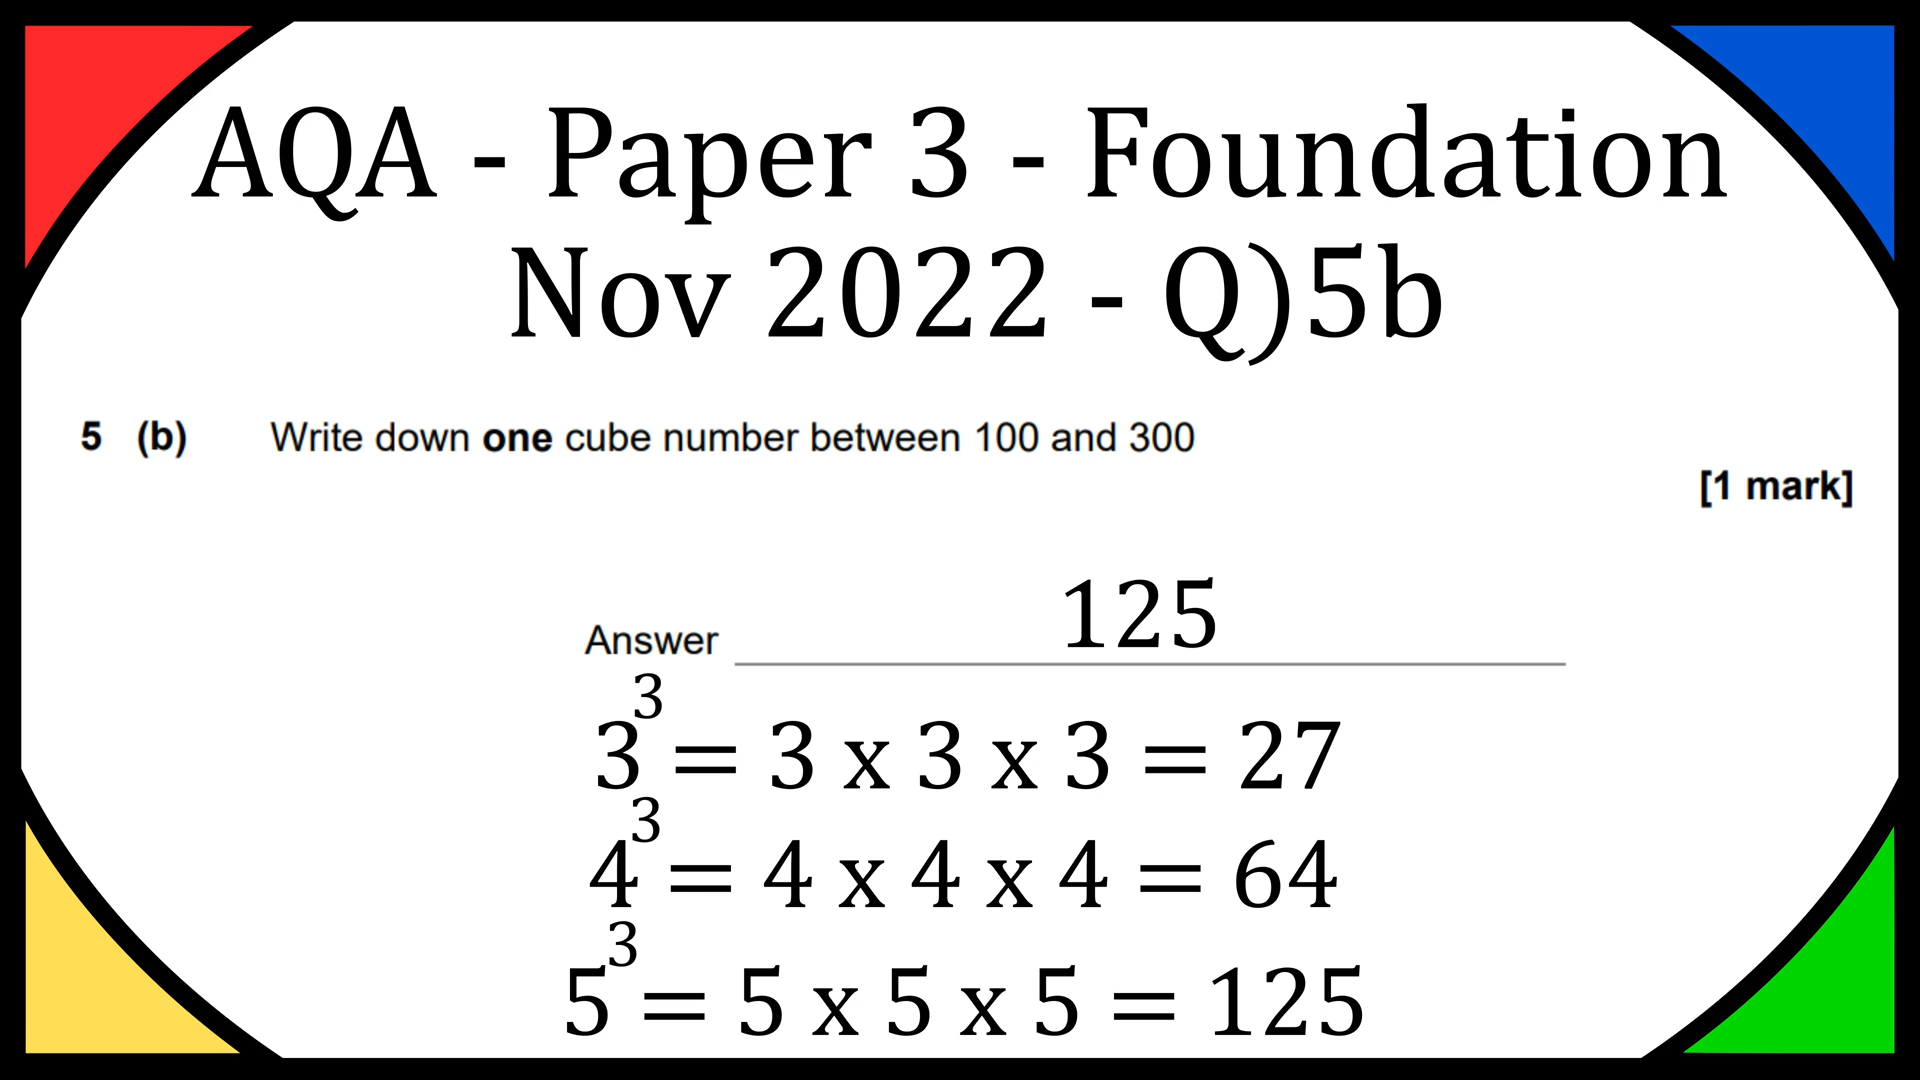 AQA - Paper 3 - Foundation
Nov 2022 - Q)5b
5 (b) Write down one cube number between 100 and 300
[1 mark]
Answer 125
3³ = 3 x 3 x 3 = 27
4³ = 4 x 4 x 4 = 64
5³ = 5 x 5 x 5 = 125